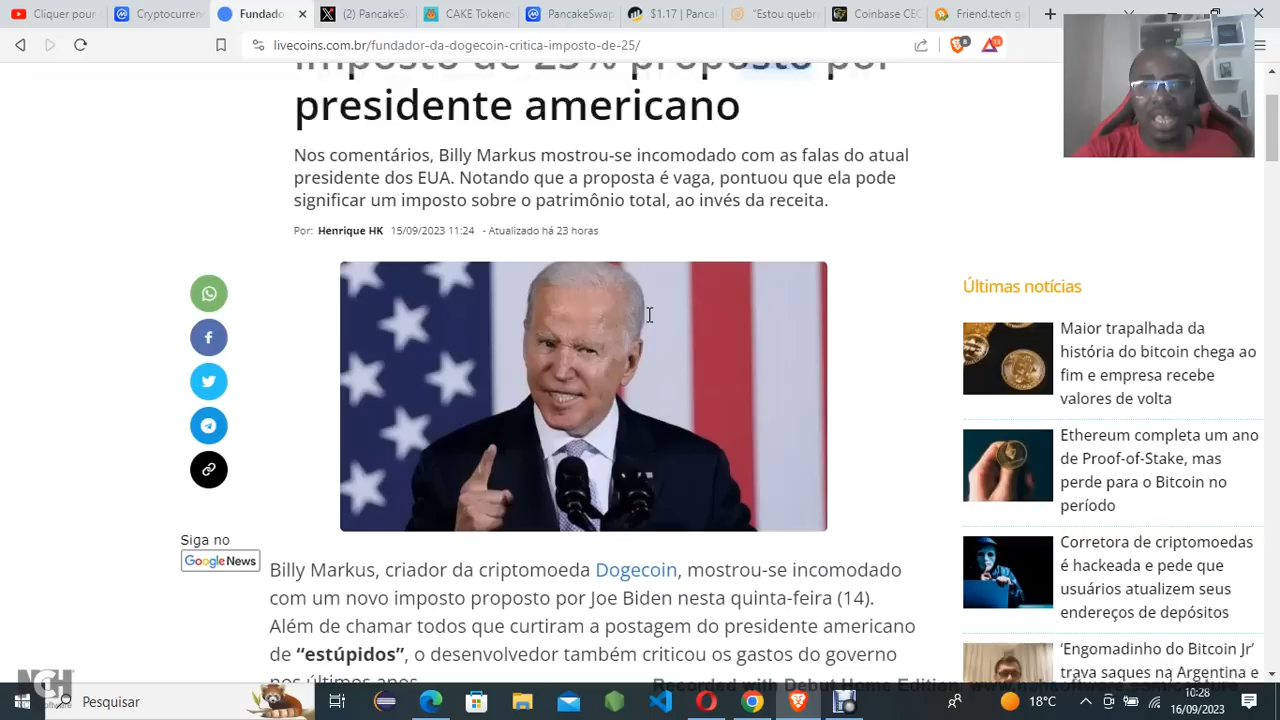 Clique pour
Cryptocurren
Fundado
(2) PancakeS
CAKE Token
PancakeSwap
$1.17 | Panca
"Estou quebr
Coinbase CEO
Friend.tech g
livecoins.com.br/fundador-da-dogecoin-critica-imposto-de-25/
8
13
imposto de 25% proposto por
presidente americano
Nos comentários, Billy Markus mostrou-se incomodado com as falas do atual
presidente dos EUA. Notando que a proposta é vaga, pontuou que ela pode
significar um imposto sobre o patrimônio total, ao invés da receita.
Por: Henrique HK 15/09/2023 11:24 - Atualizado há 23 horas
Siga no
Google News
Billy Markus, criador da criptomoeda Dogecoin, mostrou-se incomodado
com um novo imposto proposto por Joe Biden nesta quinta-feira (14).
Além de chamar todos que curtiram a postagem do presidente americano
de “estúpidos”, o desenvolvedor também criticou os gastos do governo
nos últimos anos.
Últimas notícias
Maior trapalhada da
história do bitcoin chega ao
fim e empresa recebe
valores de volta
Ethereum completa um ano
de Proof-of-Stake, mas
perde para o Bitcoin no
período
Corretora de criptomoedas
é hackeada e pede que
usuários atualizem seus
endereços de depósitos
‘Engomadinho do Bitcoin Jr’
trava saques na Argentina e
NCH
Recorded with Debut Home Edition.
Pesquisar
18°C
10:28
16/09/2023